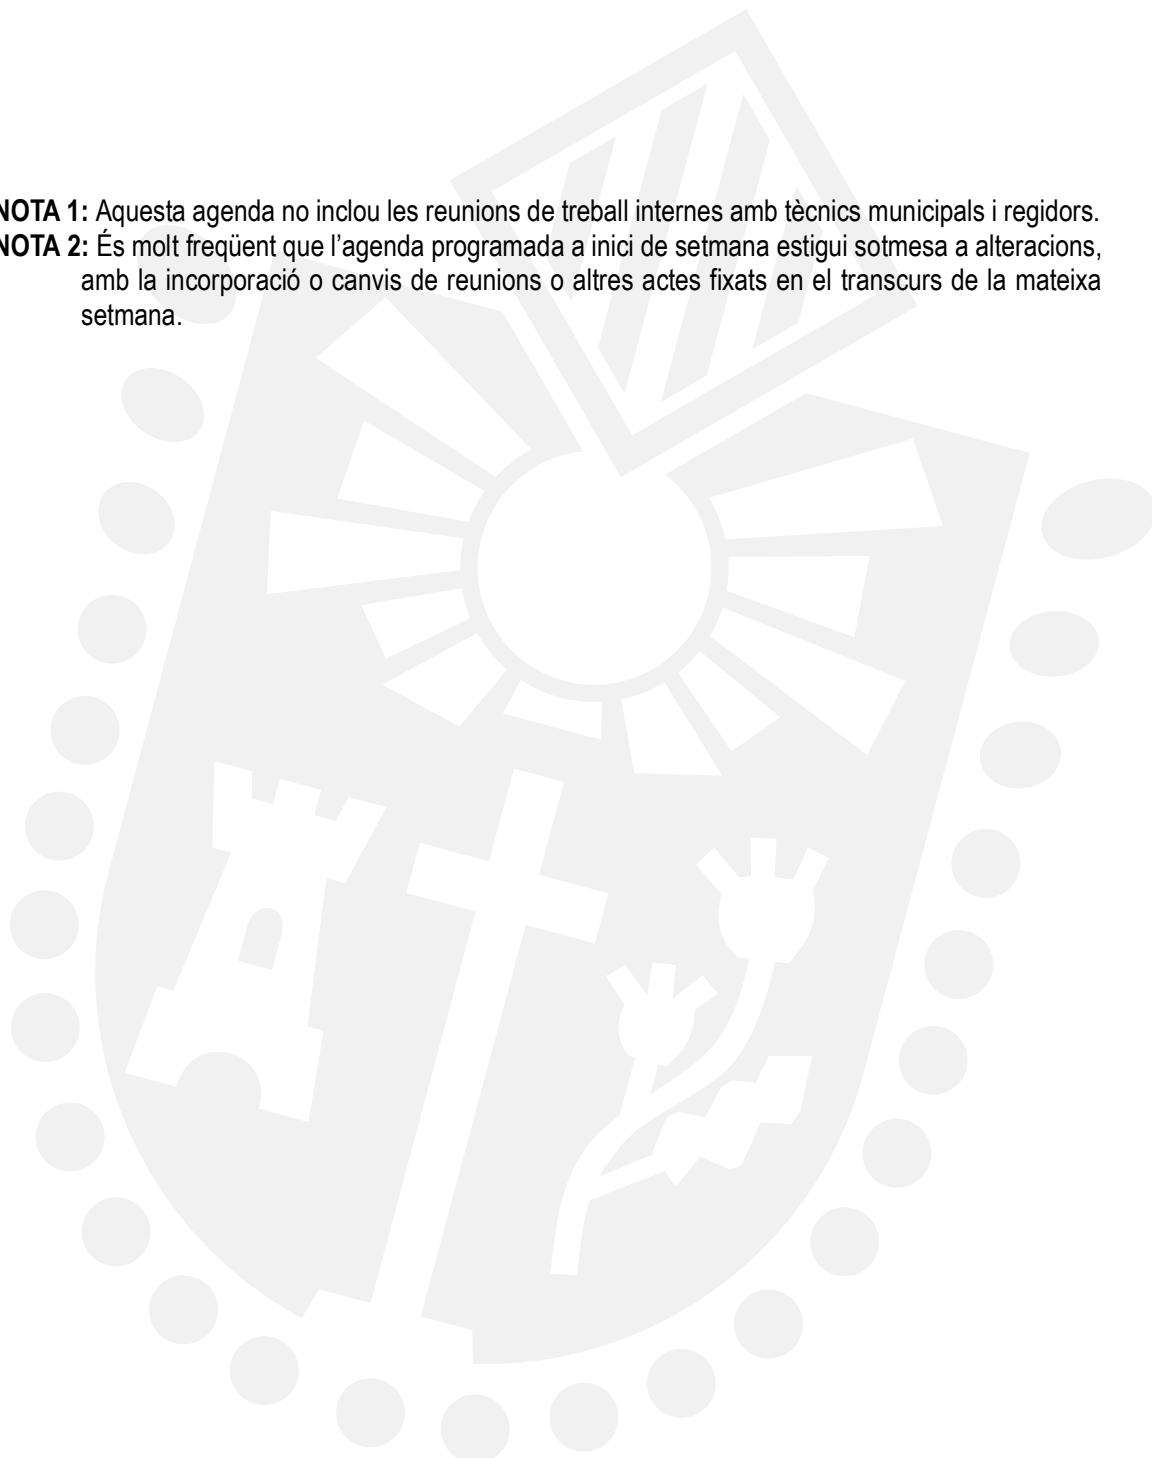 NOTA 1: Aquesta agenda no inclou les reunions de treball internes amb tècnics municipals i regidors.
NOTA 2: És molt freqüent que l’agenda programada a inici de setmana estigui sotmesa a alteracions,
amb la incorporació o canvis de reunions o altres actes fixats en el transcurs de la mateixa
setmana.